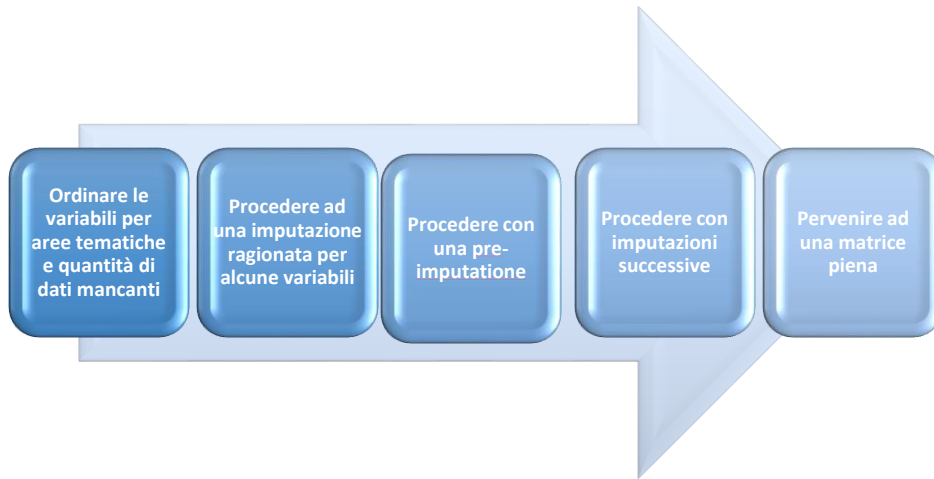 Ordinare le
variabili per
aree tematiche
e quantità di
dati mancanti
Procedere ad
una imputazione
ragionata per
alcune variabili
Procedere con
una pre-
imputatione
Procedere con
imputazioni
successive
Pervenire ad
una matrice
piena